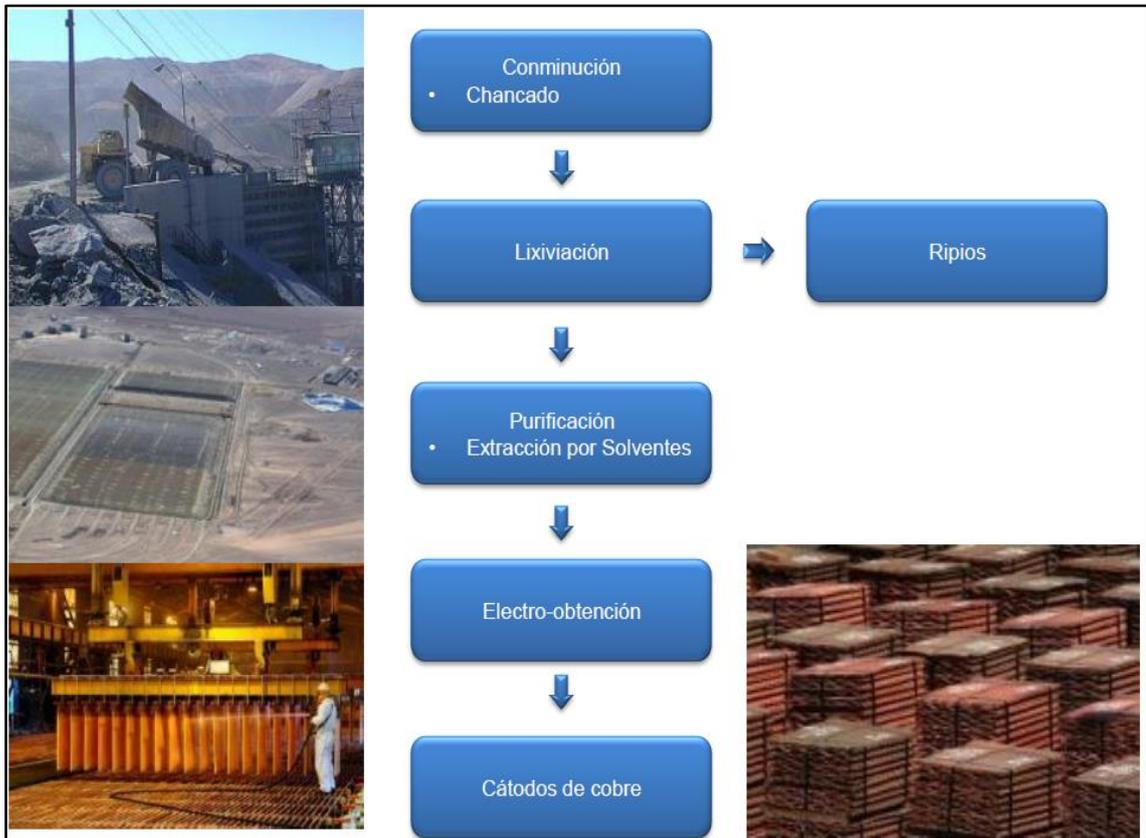 Conminución
• Chancado
Lixiviación
Ripios
Purificación
• Extracción por Solventes
Electro-obtención
Cátodos de cobre